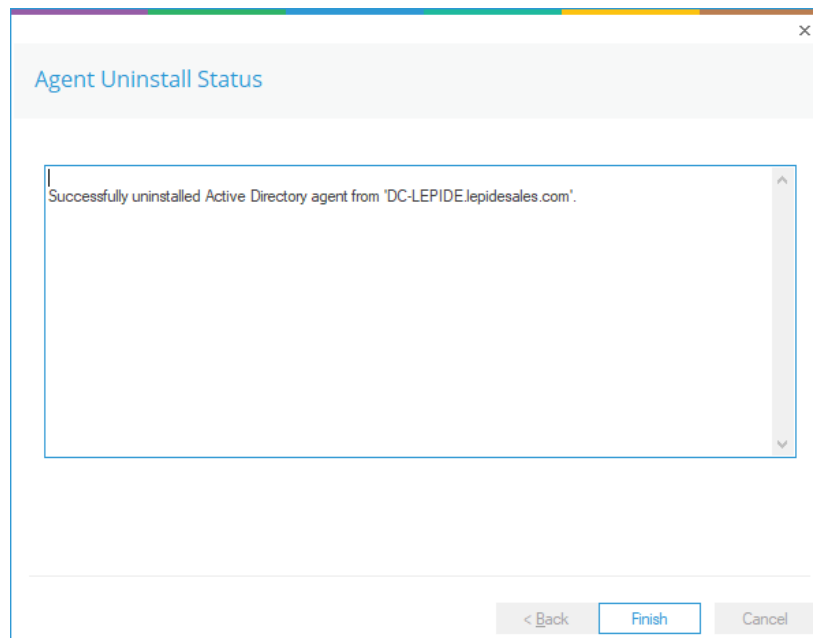 Agent Uninstall Status
Successfully uninstalled Active Directory agent from 'DC-LEPIDE.lepidesales.com'.
< Back
Finish
Cancel